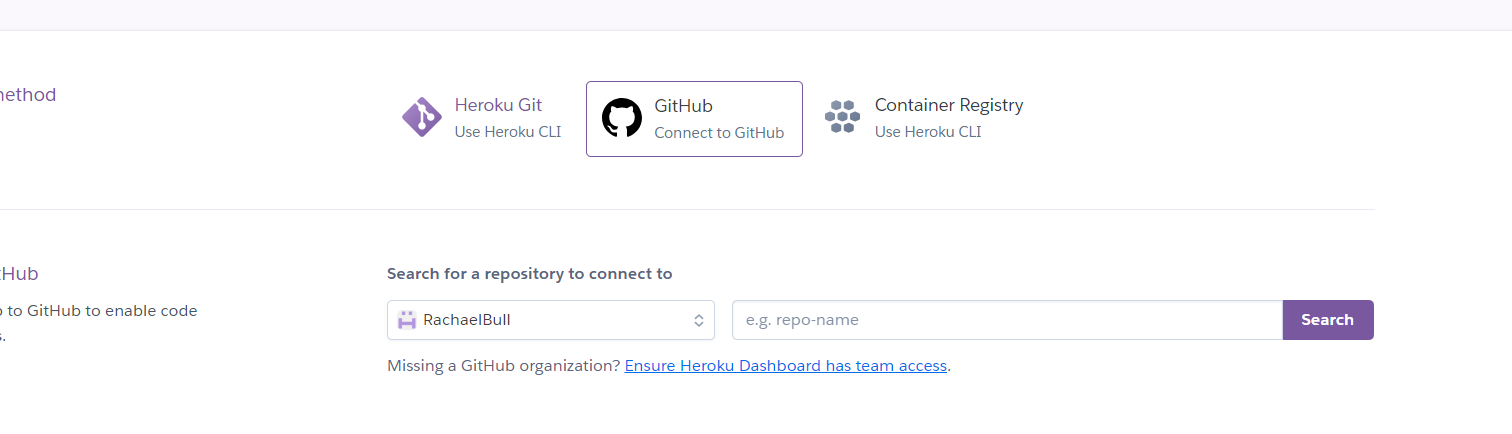 method
Heroku Git
Use Heroku CLI
GitHub
Connect to GitHub
Container Registry
Use Heroku CLI
tHub
to GitHub to enable code
s.
Search for a repository to connect to
RachaelBull
e.g. repo-name
Search
Missing a GitHub organization? Ensure Heroku Dashboard has team access.